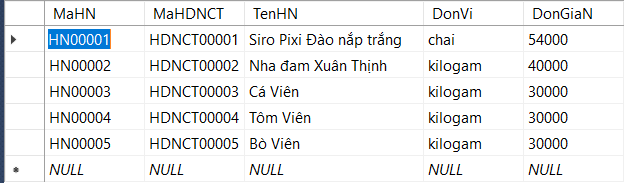 MaHN MaHDNCT TenHN DonVi DonGiaN
HN00001 HDNCT00001 Siro Pixi Đào nắp trắng chai 54000
HN00002 HDNCT00002 Nha đam Xuân Thịnh kilogam 40000
HN00003 HDNCT00003 Cá Viên kilogam 30000
HN00004 HDNCT00004 Tôm Viên kilogam 30000
HN00005 HDNCT00005 Bò Viên kilogam 30000
NULL NULL NULL NULL NULL